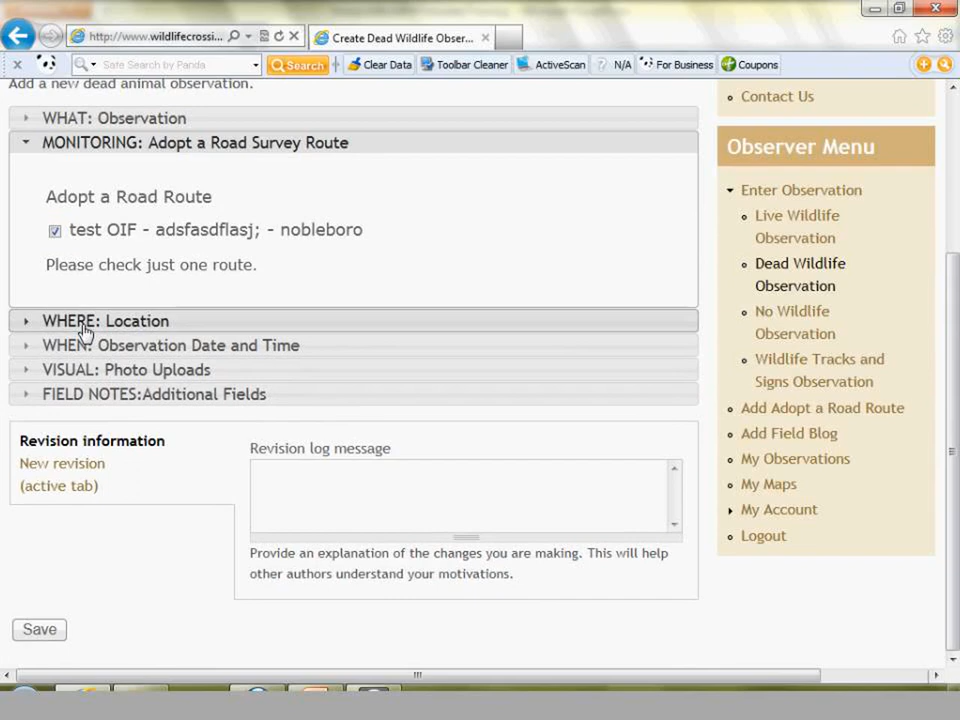 http://www.wildlifecrossi...
Create Dead Wildlife Obser...
Safe Search by Panda
Search
Clear Data
Toolbar Cleaner
ActiveScan
N/A
For Business
Coupons
Add a new dead animal observation.
WHAT: Observation
MONITORING: Adopt a Road Survey Route
Adopt a Road Route
test OIF - adsfasdflasj; - nobleboro
Please check just one route.
WHERE: Location
WHEN: Observation Date and Time
VISUAL: Photo Uploads
FIELD NOTES:Additional Fields
Revision information
New revision
(active tab)
Revision log message
Provide an explanation of the changes you are making. This will help
other authors understand your motivations.
Save
Contact Us
Observer Menu
Enter Observation
Live Wildlife
Observation
Dead Wildlife
Observation
No Wildlife
Observation
Wildlife Tracks and
Signs Observation
Add Adopt a Road Route
Add Field Blog
My Observations
My Maps
My Account
Logout